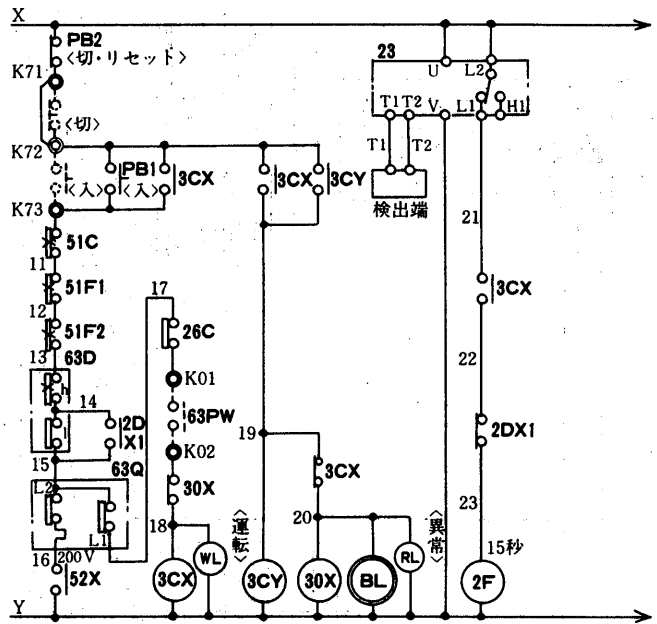 X
PB2
〈切・リセット〉
K71
〈切〉
K72
PB1
〈入〉
〈入〉
3CX
3CX
3CY
K73
23
U
L2
T1
T2
V
L1
H1
T1
T2
検出端
51C
11
51F1
12
51F2
13
63D
h
14
l
2D
X1
15
63Q
L2
L1
16
200V
52X
17
26C
K01
63PW
K02
30X
18
WL
3CX
〈運転〉
19
3CX
20
3CY
30X
BL
RL
〈異常〉
21
3CX
22
2DX1
23
15秒
2F
Y